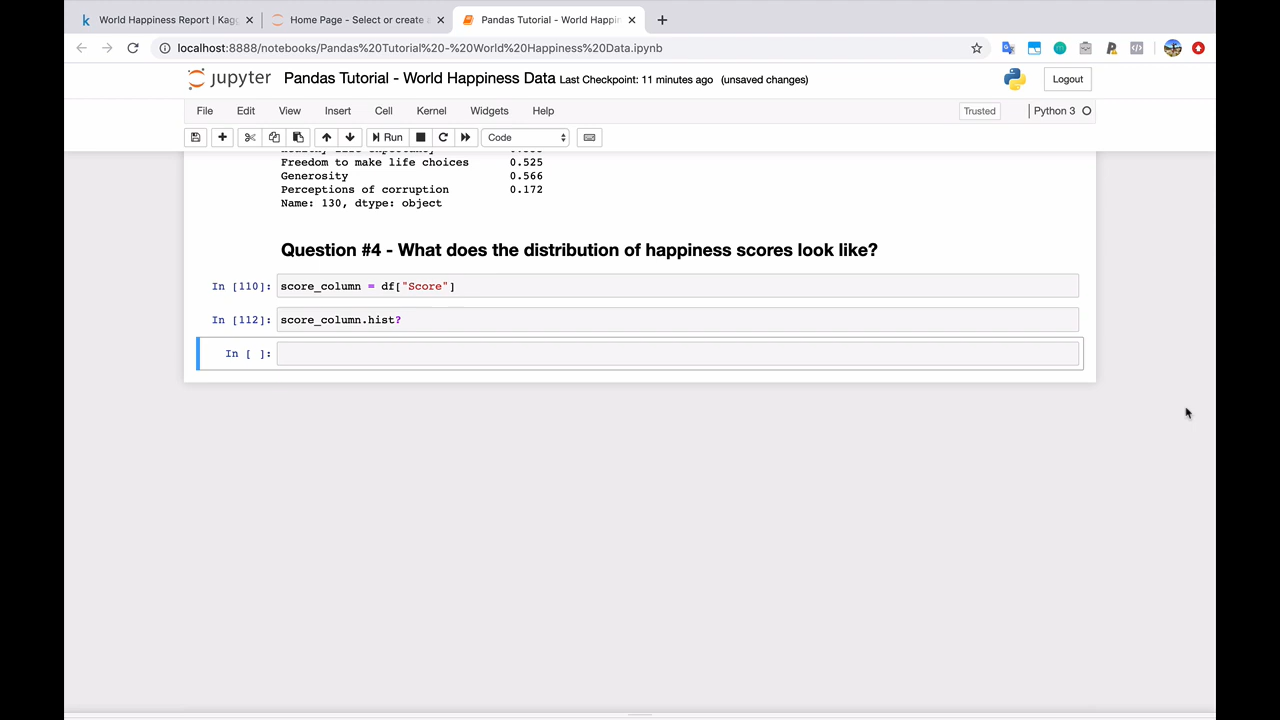 World Happiness Report | Kagg
Home Page - Select or create a
Pandas Tutorial - World Happin
localhost:8888/notebooks/Pandas%20Tutorial%20-%20World%20Happiness%20Data.ipynb
jupyter Pandas Tutorial - World Happiness Data Last Checkpoint: 11 minutes ago (unsaved changes) Logout
File Edit View Insert Cell Kernel Widgets Help Trusted Python 3
Run Code
Freedom to make life choices 0.525
Generosity 0.566
Perceptions of corruption 0.172
Name: 130, dtype: object
Question #4 - What does the distribution of happiness scores look like?
In [110]: score_column = df["Score"]
In [112]: score_column.hist?
In [ ]: